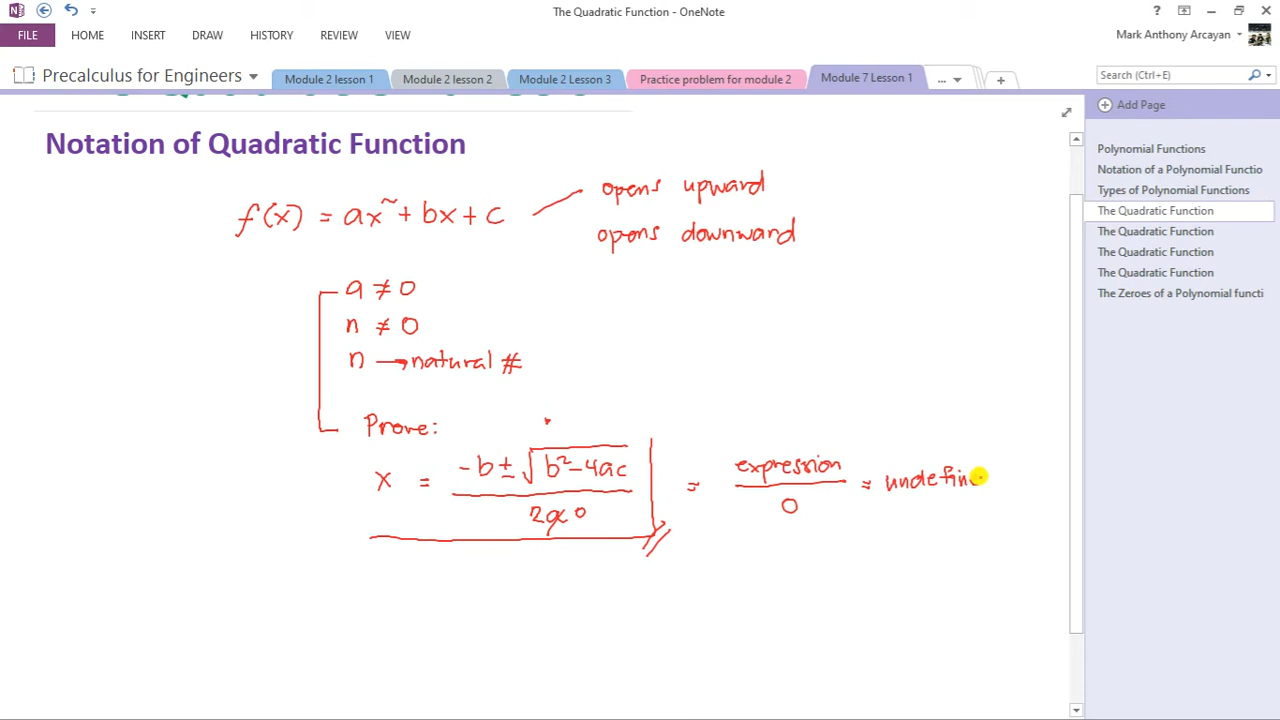 The Quadratic Function - OneNote
?
Mark Anthony Arcayan
FILE HOME INSERT DRAW HISTORY REVIEW VIEW
Precalculus for Engineers
Module 2 lesson 1
Module 2 lesson 2
Module 2 Lesson 3
Practice problem for module 2
Module 7 Lesson 1
...
+
Search (Ctrl+E)
Add Page
Polynomial Functions
Notation of a Polynomial Functio
Types of Polynomial Functions
The Quadratic Function
The Quadratic Function
The Quadratic Function
The Quadratic Function
The Zeroes of a Polynomial functi
Notation of Quadratic Function
f(x) = ax~ + bx + c
opens upward
opens downward
a ≠ 0
n ≠ 0
n → natural #
Prove:
x = -b ± √b²-4ac / 2a 0 = expression / 0 = undefin